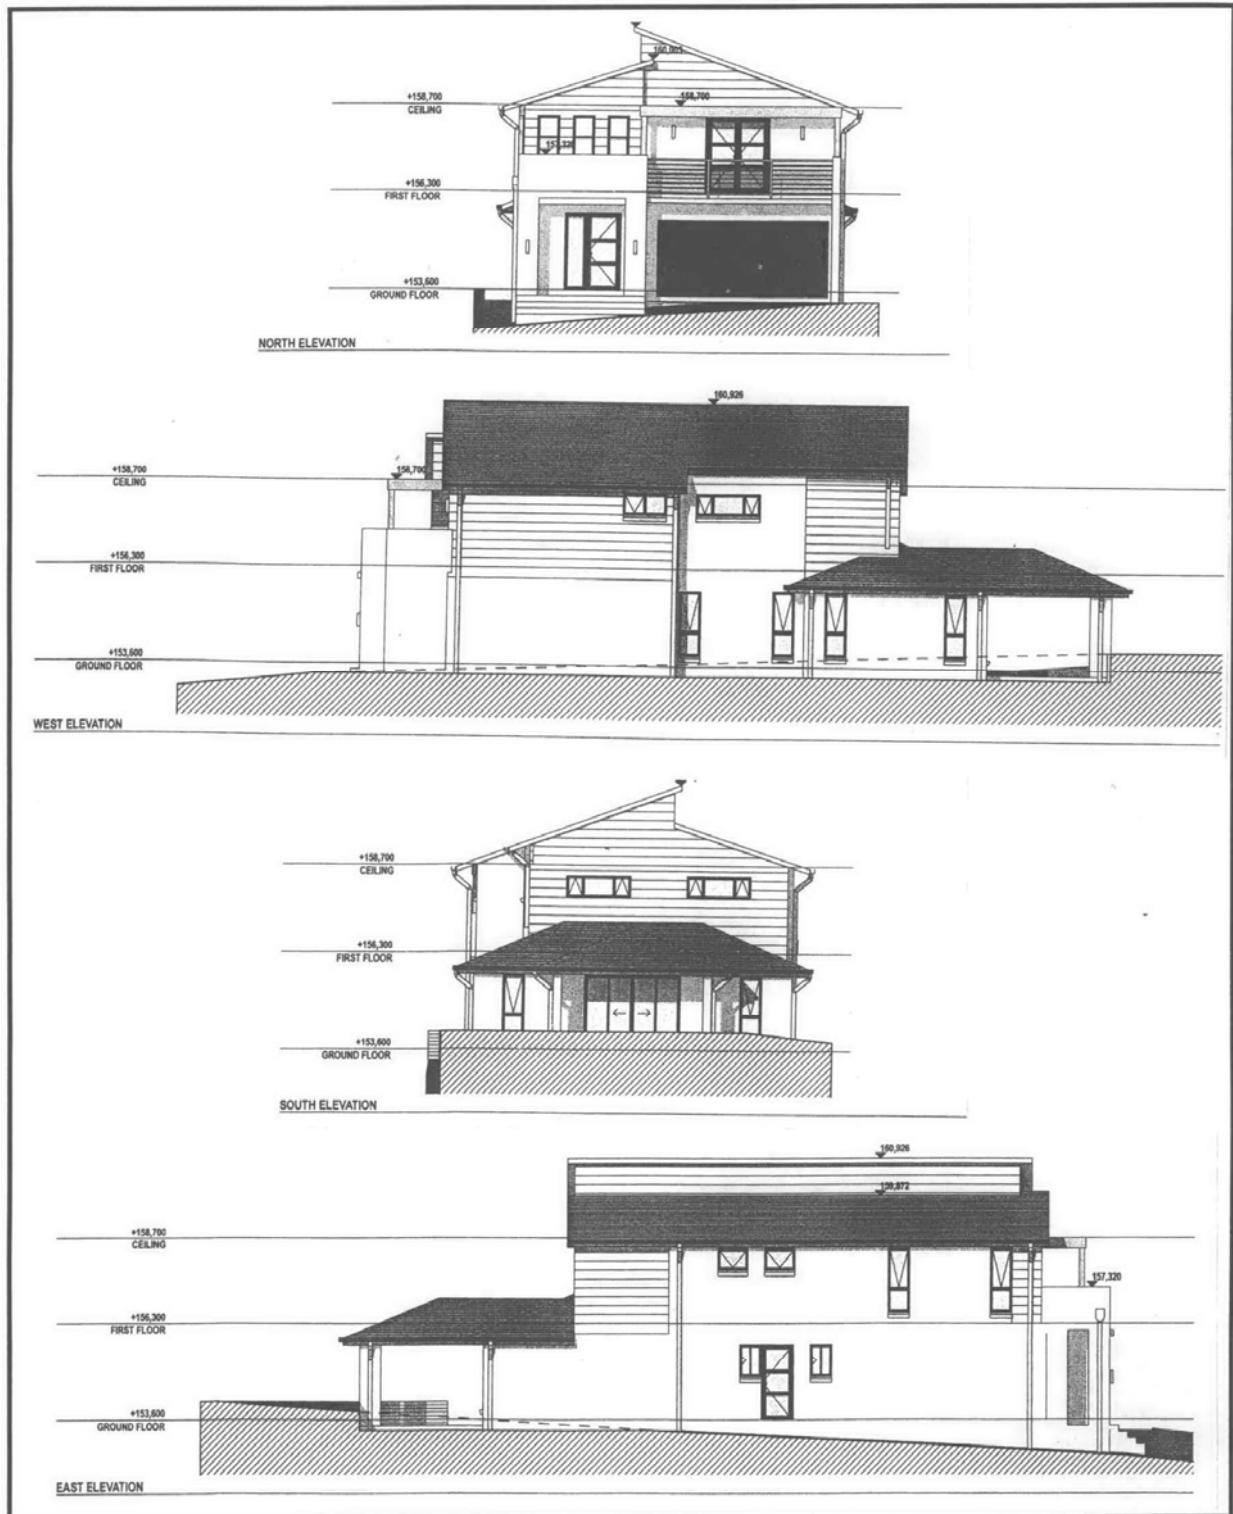 160,005
+158,700
CEILING
158,700
157,320
+156,300
FIRST FLOOR
+153,600
GROUND FLOOR
NORTH ELEVATION
160,926
+158,700
CEILING
158,700
+156,300
FIRST FLOOR
+153,600
GROUND FLOOR
WEST ELEVATION
+158,700
CEILING
+156,300
FIRST FLOOR
+153,600
GROUND FLOOR
SOUTH ELEVATION
160,926
+158,700
CEILING
157,320
+156,300
FIRST FLOOR
+153,600
GROUND FLOOR
EAST ELEVATION